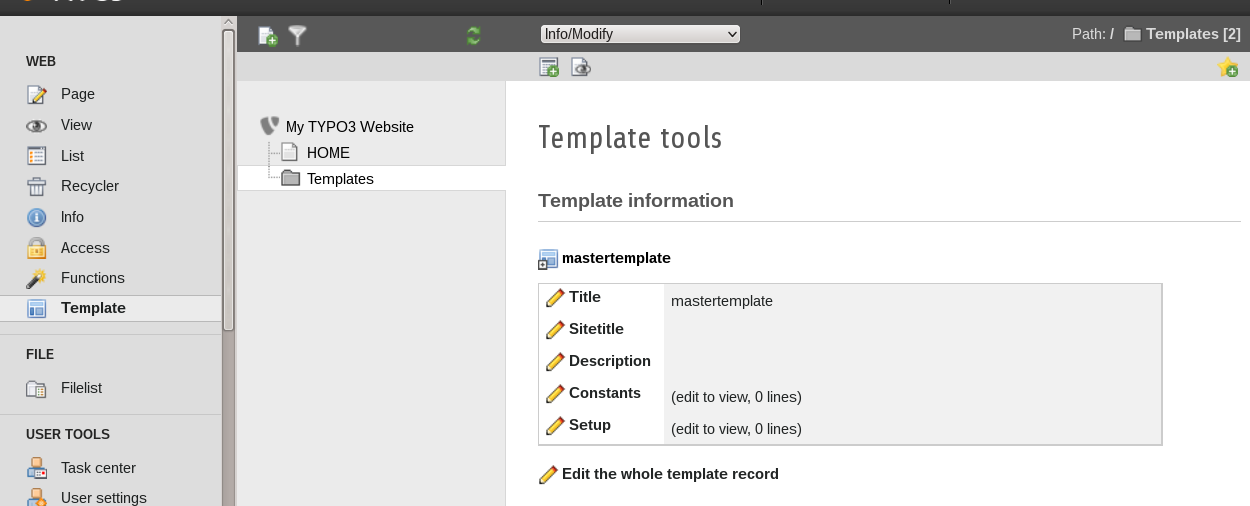 Info/Modify
Path: / Templates [2]
WEB
Page
View
List
Recycler
Info
Access
Functions
Template
FILE
Filelist
USER TOOLS
Task center
User settings
My TYPO3 Website
HOME
Templates
Template tools
Template information
mastertemplate
Title mastertemplate
Sitetitle
Description
Constants (edit to view, 0 lines)
Setup (edit to view, 0 lines)
Edit the whole template record